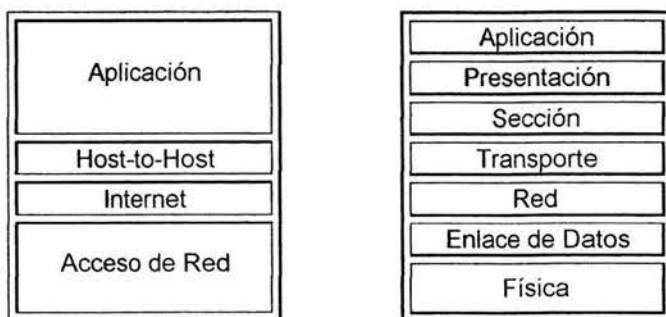 Aplicación
Host-to-Host
Internet
Acceso de Red
Aplicación
Presentación
Sección
Transporte
Red
Enlace de Datos
Física